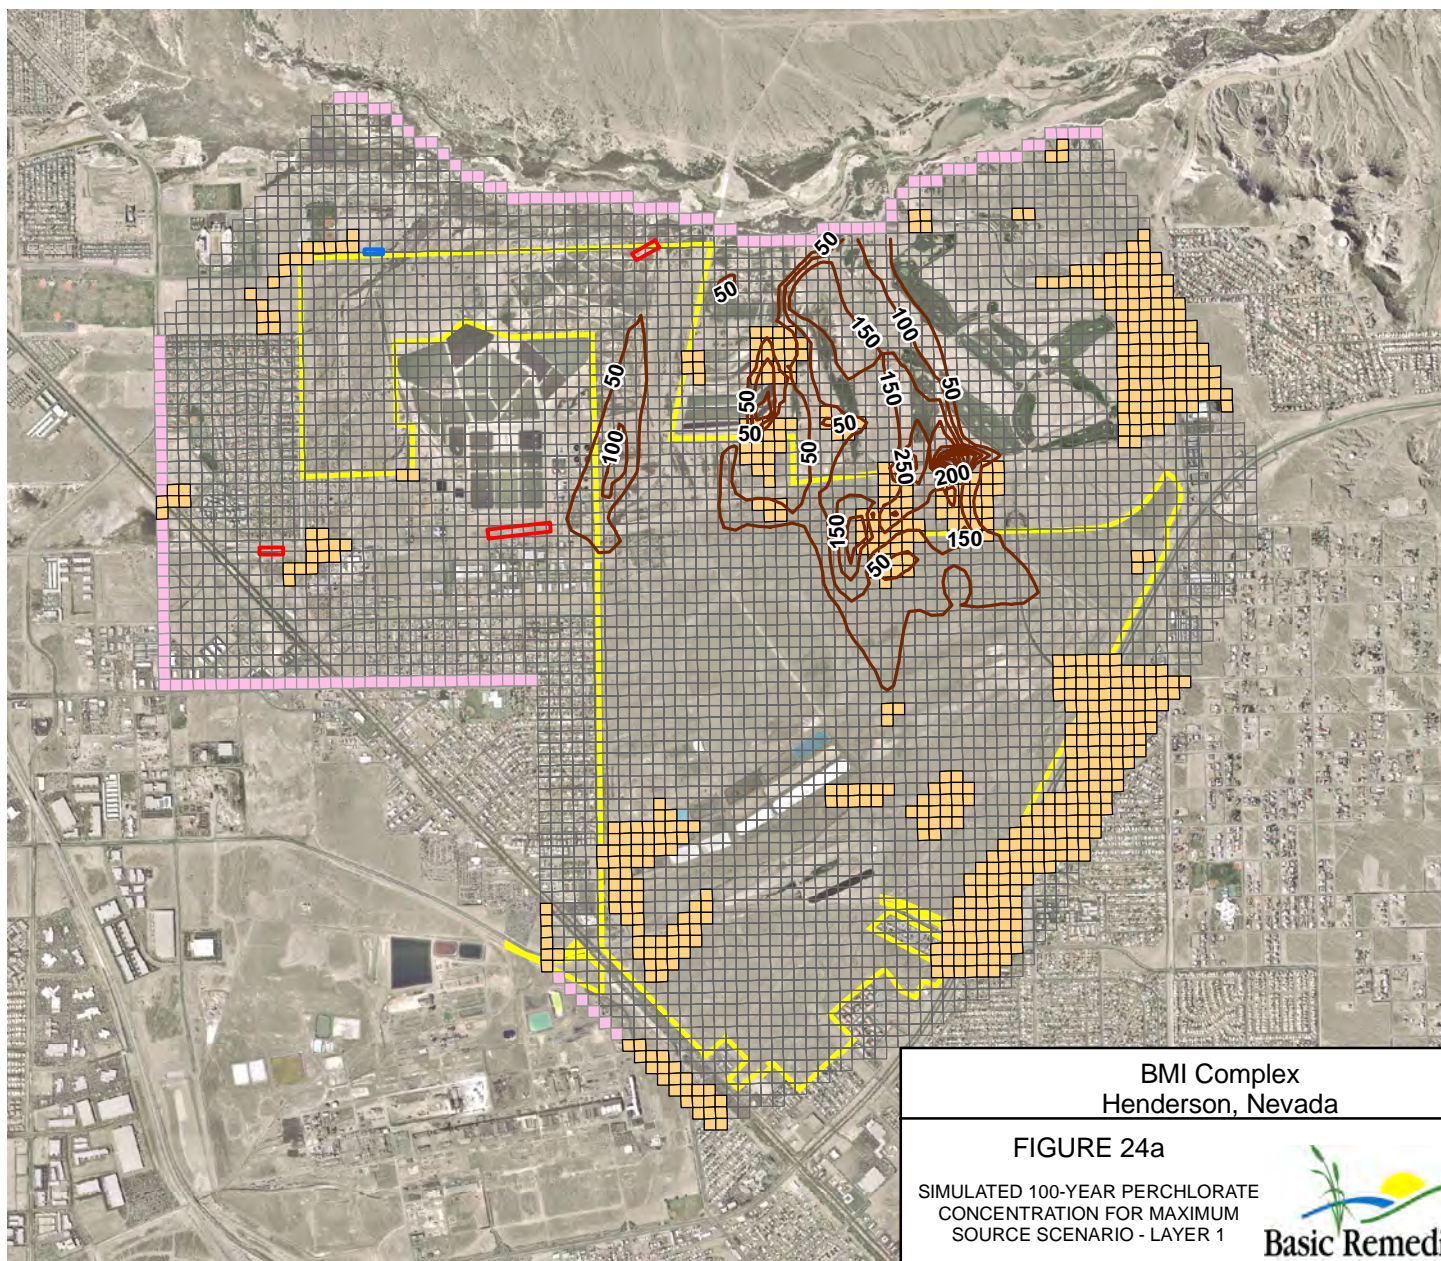 50
50
100
150
50
150
50
100
50
50
50
50
250
200
150
150
50
BMI Complex
Henderson, Nevada
FIGURE 24a
SIMULATED 100-YEAR PERCHLORATE
CONCENTRATION FOR MAXIMUM
SOURCE SCENARIO - LAYER 1
Basic Remedi